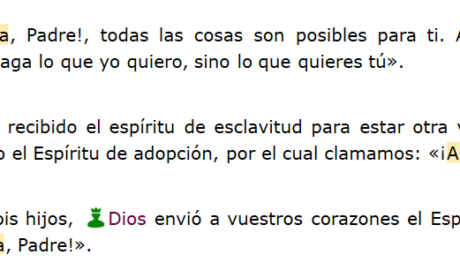 a, Padre!, todas las cosas son posibles para ti. A
aga lo que yo quiero, sino lo que quieres tú».
recibido el espíritu de esclavitud para estar otra v
o el Espíritu de adopción, por el cual clamamos: «¡A
ois hijos, Dios envió a vuestros corazones el Esp
a, Padre!».